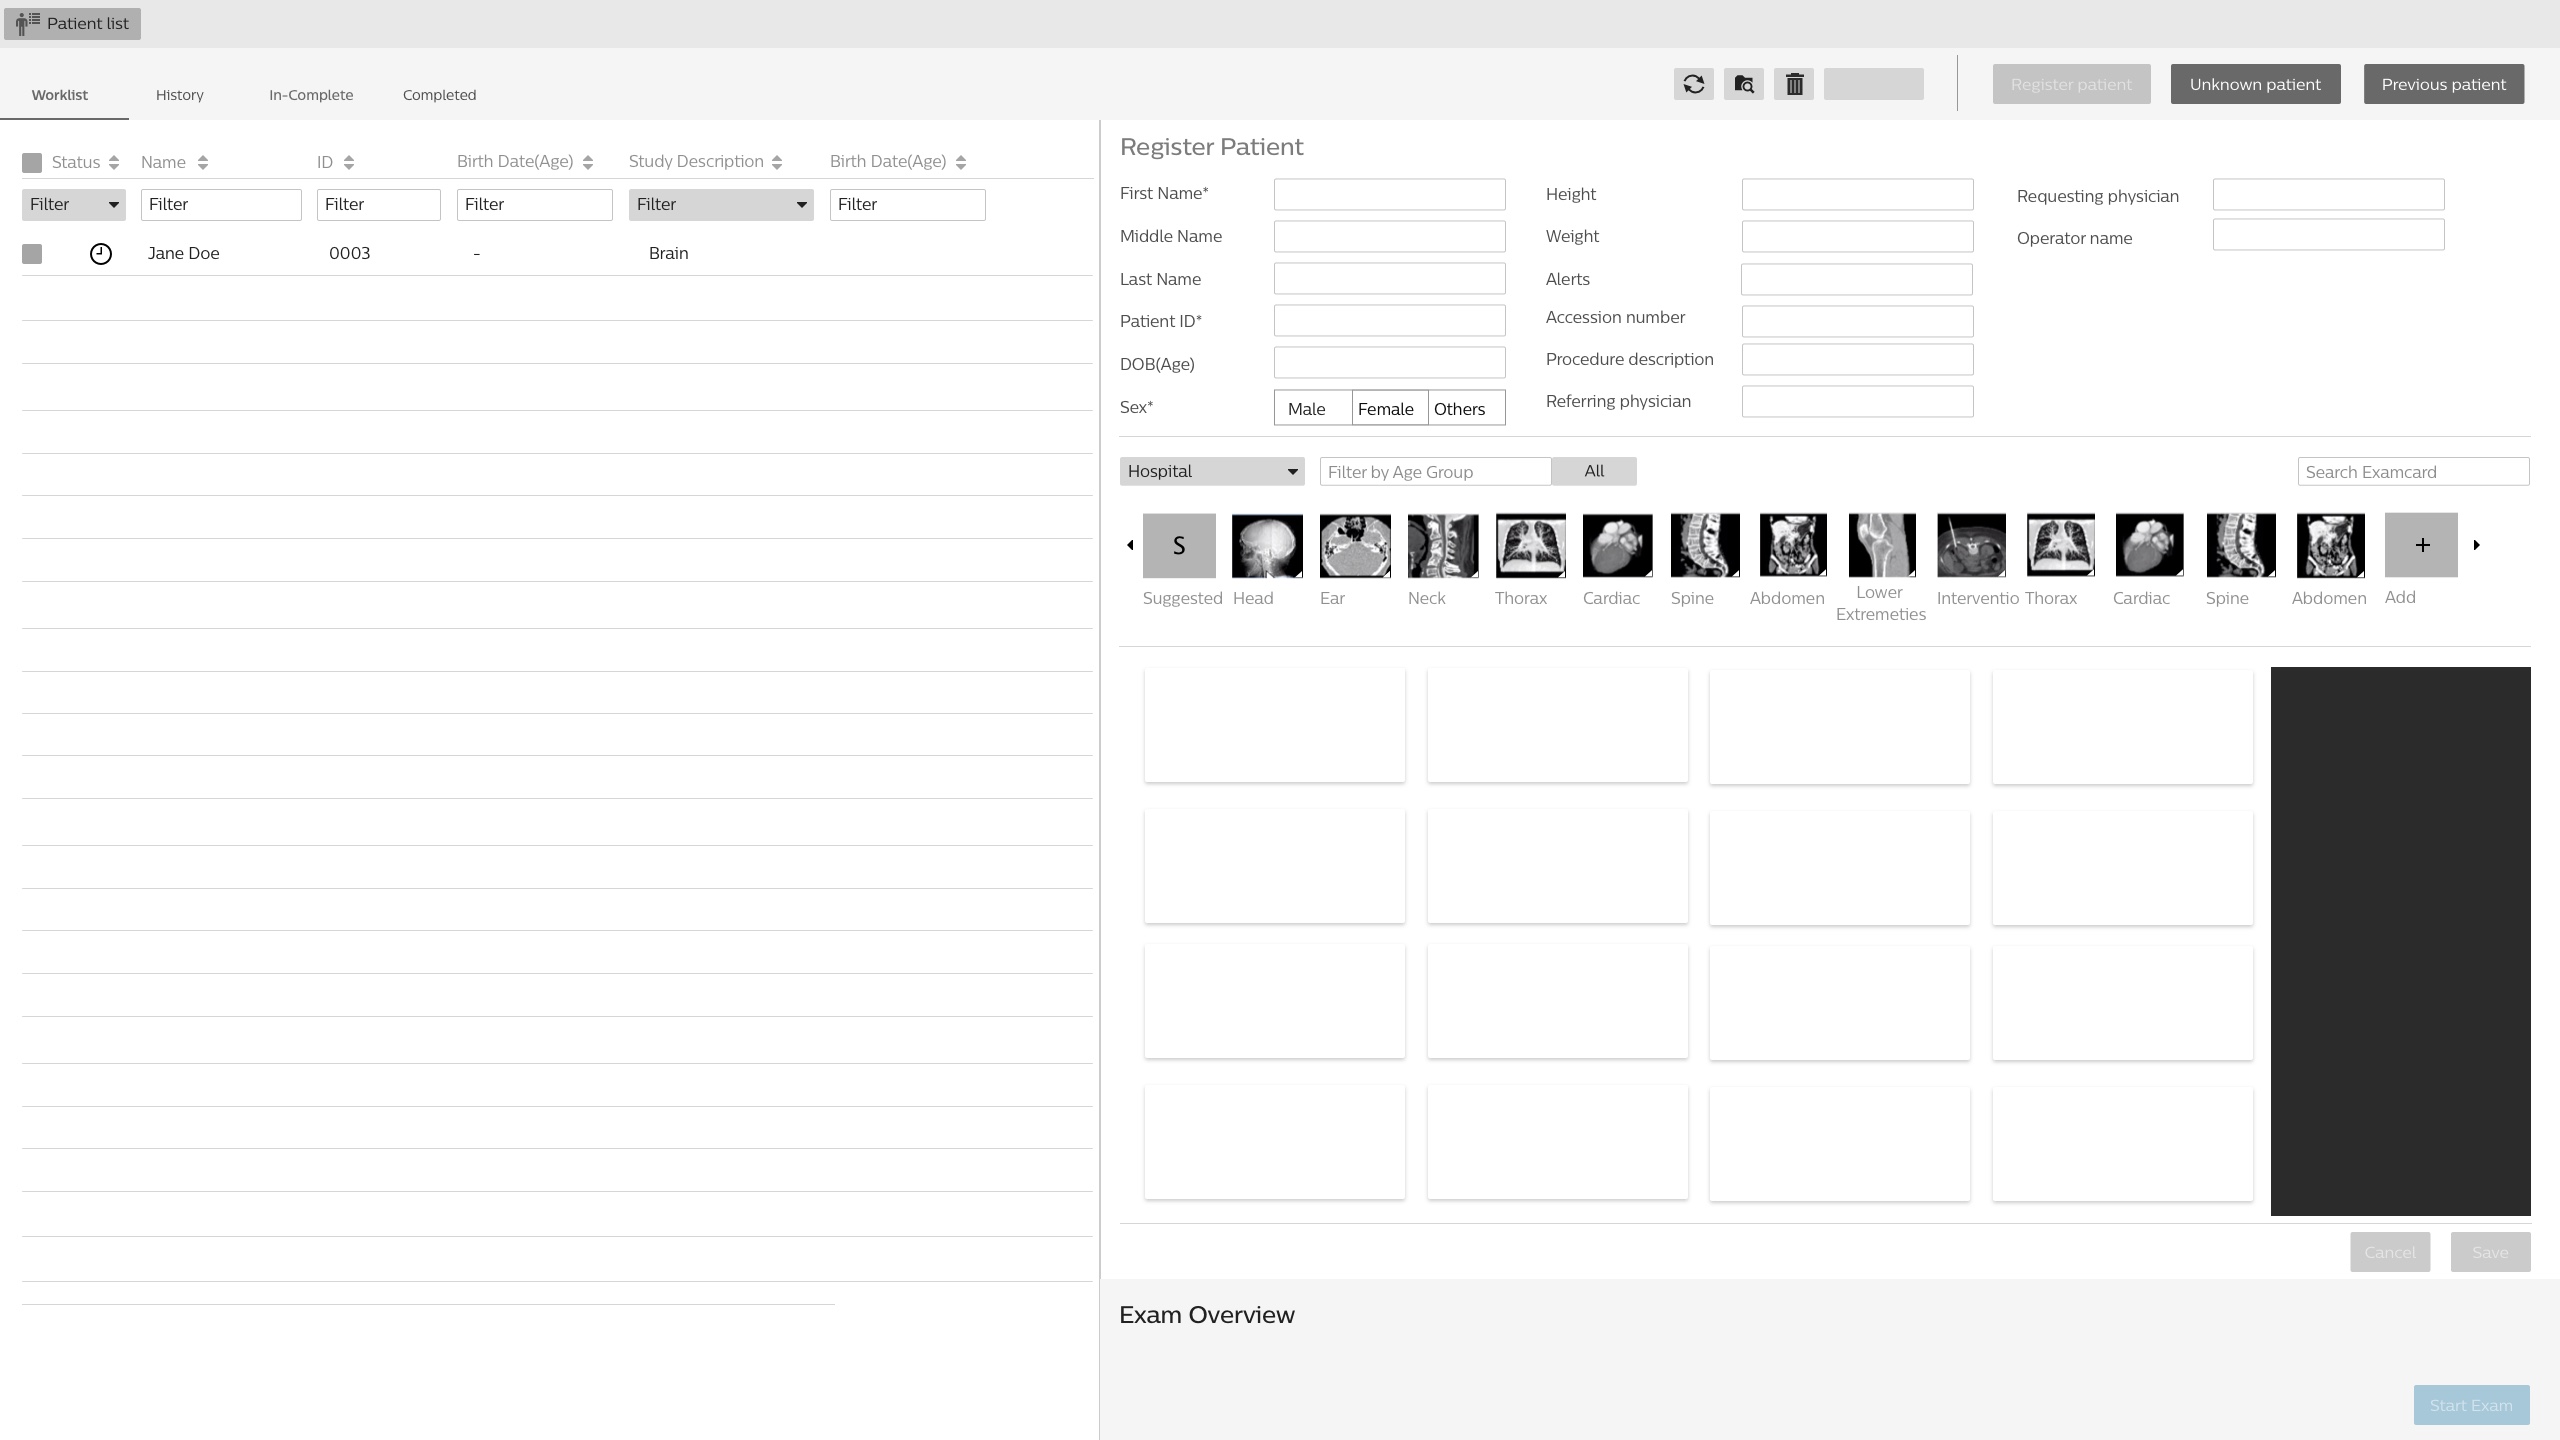 Patient list
Worklist
History
In-Complete
Completed
Register patient
Unknown patient
Previous patient
Status
Name
ID
Birth Date(Age)
Study Description
Birth Date(Age)
Filter
Filter
Filter
Filter
Filter
Filter
Jane Doe
0003
-
Brain
Register Patient
First Name*
Middle Name
Last Name
Patient ID*
DOB(Age)
Sex*
Male
Female
Others
Height
Weight
Alerts
Accession number
Procedure description
Referring physician
Requesting physician
Operator name
Hospital
Filter by Age Group
All
Search Examcard
S
+
Suggested
Head
Ear
Neck
Thorax
Cardiac
Spine
Abdomen
Lower
Extremeties
Interventio
Thorax
Cardiac
Spine
Abdomen
Add
Cancel
Save
Exam Overview
Start Exam